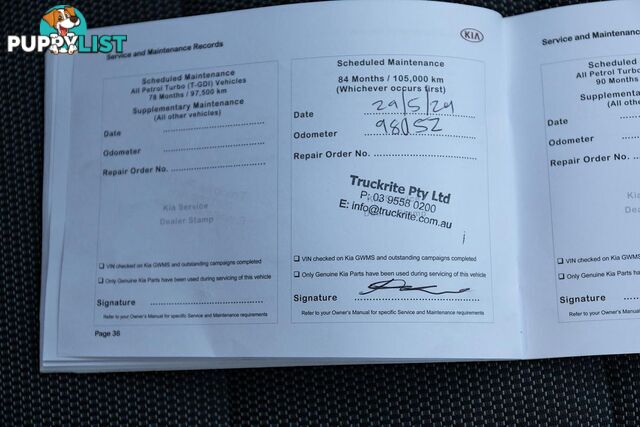 PUPPYLIST
Service and Maintenance Records
Scheduled Maintenance
All Petrol Turbo (T-GDI) Vehicles
78 Months / 97,500 km
Supplementary Maintenance
(All other vehicles)
Date
Odometer
Repair Order No.
Kia Service
Dealer Stamp
VIN checked on Kia GWMS and outstanding campaigns completed
Only Genuine Kia Parts have been used during servicing of this vehicle
Signature
Refer to your Owner's Manual for specific Service and Maintenance requirements
Page 36
KIA
Scheduled Maintenance
84 Months / 105,000 km
(Whichever occurs first)
Date 29/5/24
Odometer 98052
Repair Order No.
Truckrite Pty Ltd
P: 03 9558 0200
E: info@truckrite.com.au
VIN checked on Kia GWMS and outstanding campaigns completed
Only Genuine Kia Parts have been used during servicing of this vehicle
Signature
Refer to your Owner's Manual for specific Service and Maintenance requirements
Service and Maintenance
Scheduled
All Petrol Turbo
90 Months
Supplementary
(All other
Date
Odometer
Repair Order No.
VIN checked on Kia GWMS
Only Genuine Kia Parts have
Signature
Refer to your Owner's Manual for